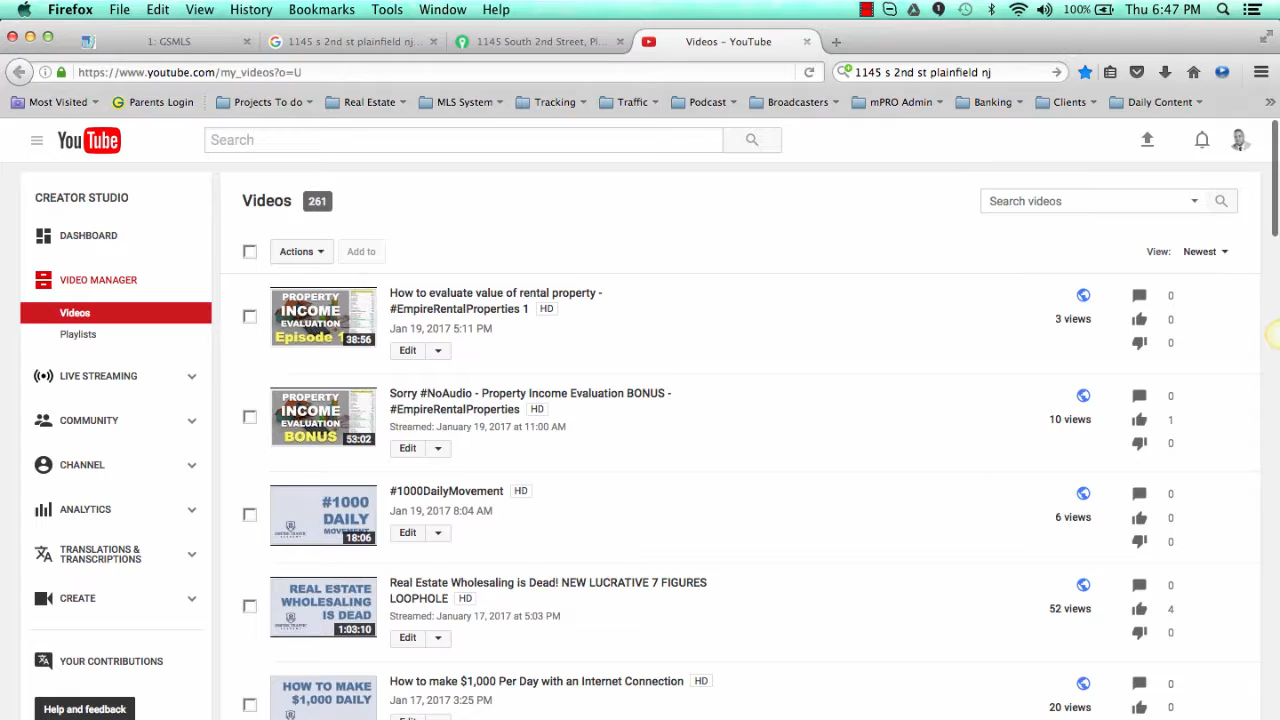 Firefox File Edit View History Bookmarks Tools Window Help 100% Thu 6:47 PM
1: GSMLS 1145 s 2nd st plainfield nj... 1145 South 2nd Street, Pl... Videos - YouTube
https://www.youtube.com/my_videos?o=U 1145 s 2nd st plainfield nj
Most Visited Parents Login Projects To do Real Estate MLS System Tracking Traffic Podcast Broadcasters mPRO Admin Banking Clients Daily Content
YouTube Search
CREATOR STUDIO
DASHBOARD
VIDEO MANAGER
Videos
Playlists
LIVE STREAMING
COMMUNITY
CHANNEL
ANALYTICS
TRANSLATIONS &
TRANSCRIPTIONS
CREATE
YOUR CONTRIBUTIONS
Help and feedback
Videos 261
Search videos
Actions Add to
View: Newest
PROPERTY
INCOME
EVALUATION
Episode 1
38:56
How to evaluate value of rental property -
#EmpireRentalProperties 1 HD
Jan 19, 2017 5:11 PM
Edit
3 views
0
0
0
PROPERTY
INCOME
EVALUATION
BONUS
53:02
Sorry #NoAudio - Property Income Evaluation BONUS -
#EmpireRentalProperties HD
Streamed: January 19, 2017 at 11:00 AM
Edit
10 views
0
1
0
#1000
DAILY
MOVEMENT
18:06
#1000DailyMovement HD
Jan 19, 2017 8:04 AM
Edit
6 views
0
0
0
REAL ESTATE
WHOLESALING
IS DEAD
1:03:10
Real Estate Wholesaling is Dead! NEW LUCRATIVE 7 FIGURES
LOOPHOLE HD
Streamed: January 17, 2017 at 5:03 PM
Edit
52 views
0
4
0
HOW TO MAKE
$1,000 DAILY
How to make $1,000 Per Day with an Internet Connection HD
Jan 17, 2017 3:25 PM
Edit
20 views
0
0